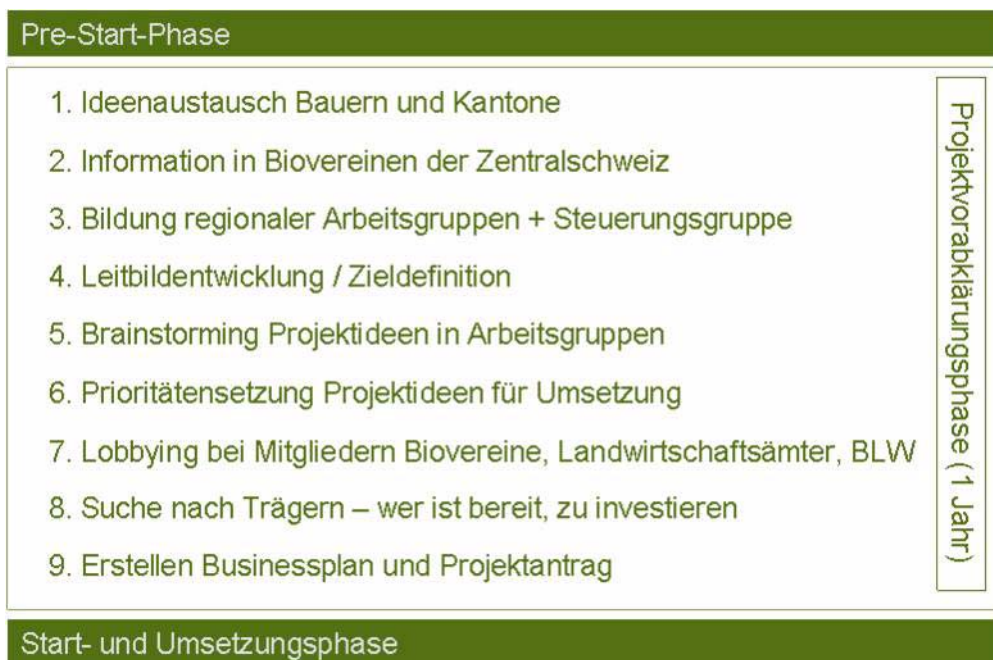 Pre-Start-Phase
1. Ideenaustausch Bauern und Kantone
2. Information in Biovereinen der Zentralschweiz
3. Bildung regionaler Arbeitsgruppen + Steuerungsgruppe
4. Leitbildentwicklung / Zieldefinition
5. Brainstorming Projektideen in Arbeitsgruppen
6. Prioritätensetzung Projektideen für Umsetzung
7. Lobbying bei Mitgliedern Biovereine, Landwirtschaftsämter, BLW
8. Suche nach Trägern – wer ist bereit, zu investieren
9. Erstellen Businessplan und Projektantrag
Projektvorabklärungsphase (1 Jahr)
Start- und Umsetzungsphase